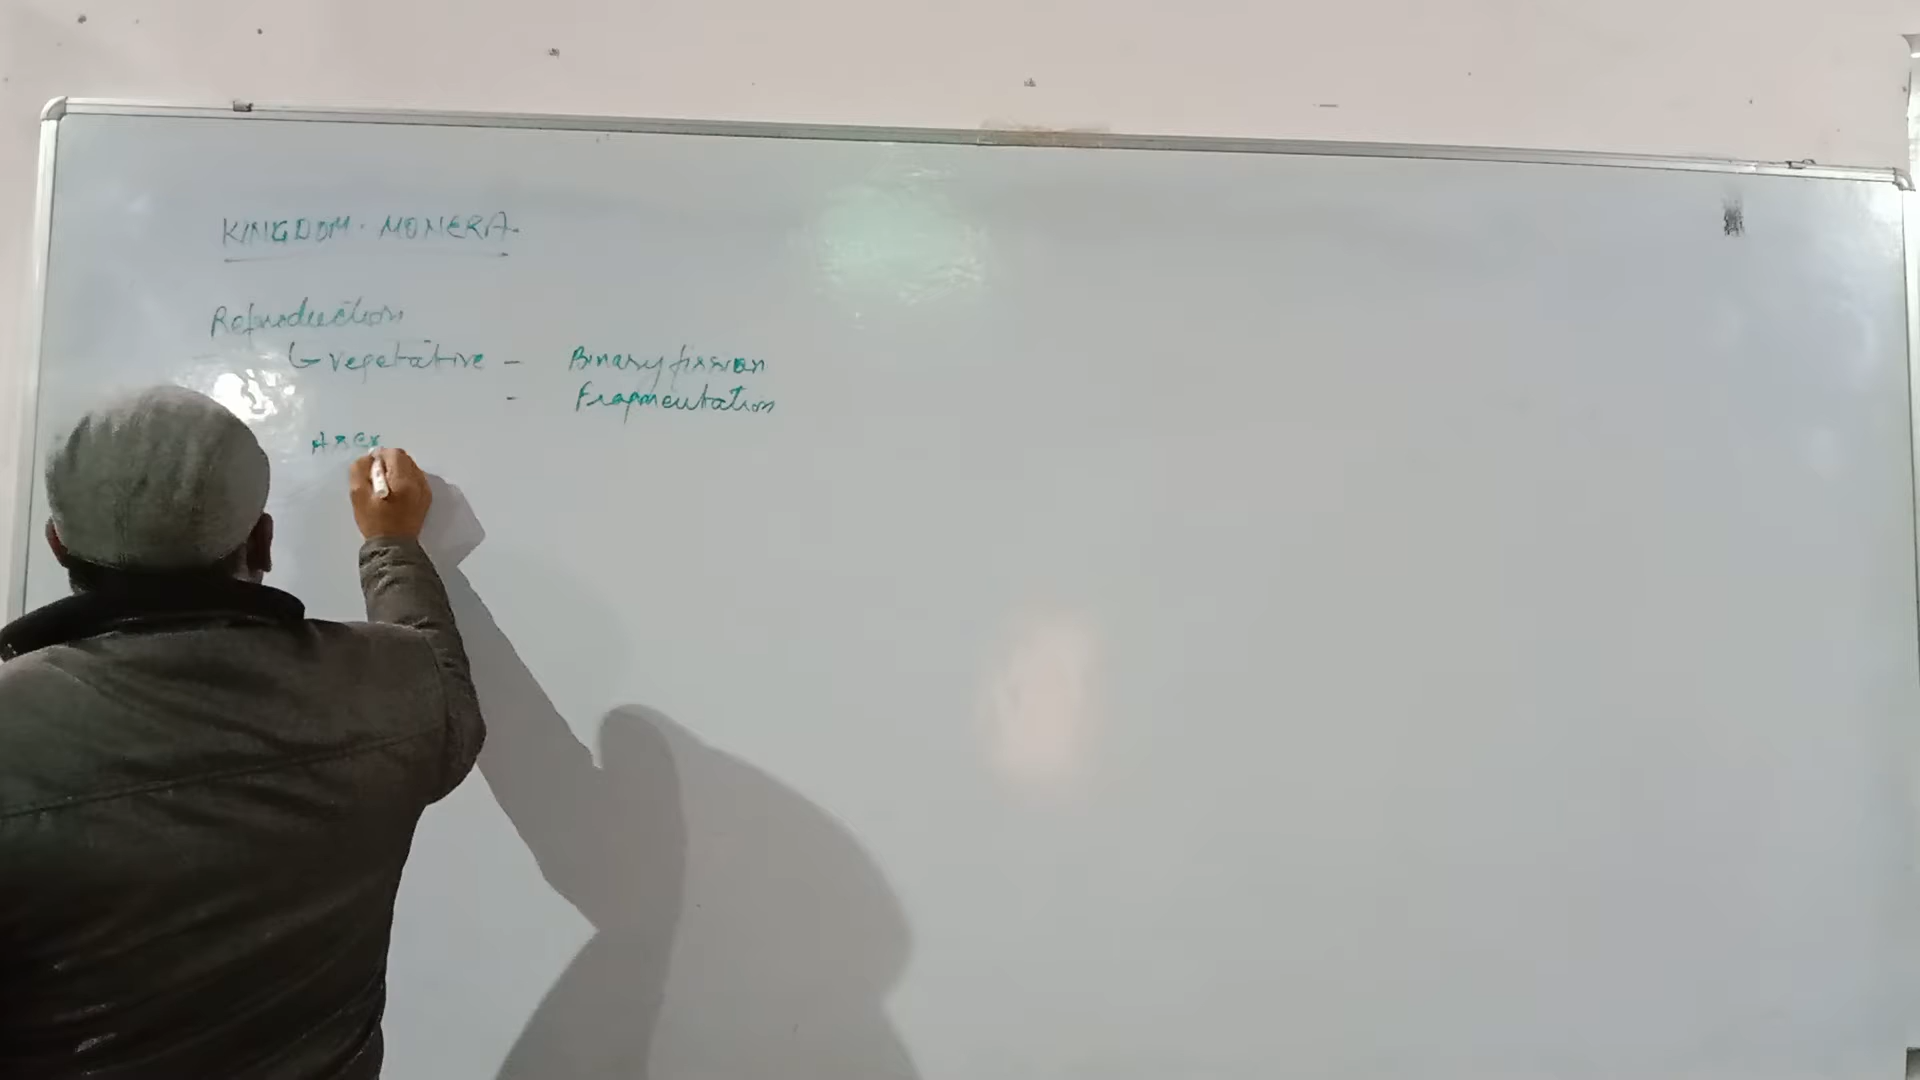 KINGDOM. MONERA.
Reproduction
↳ vegetative - Binary fission
- Fragmentation
Asex